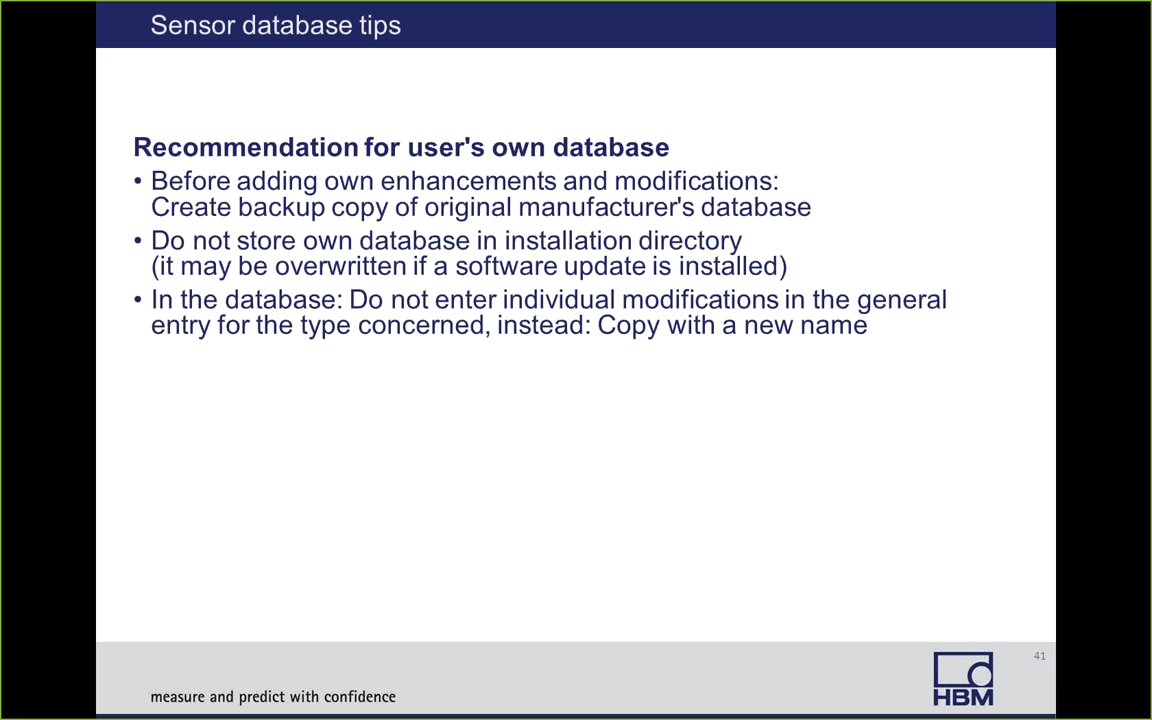 Sensor database tips
Recommendation for user's own database
• Before adding own enhancements and modifications:
Create backup copy of original manufacturer's database
• Do not store own database in installation directory
(it may be overwritten if a software update is installed)
• In the database: Do not enter individual modifications in the general
entry for the type concerned, instead: Copy with a new name
41
HBM
measure and predict with confidence